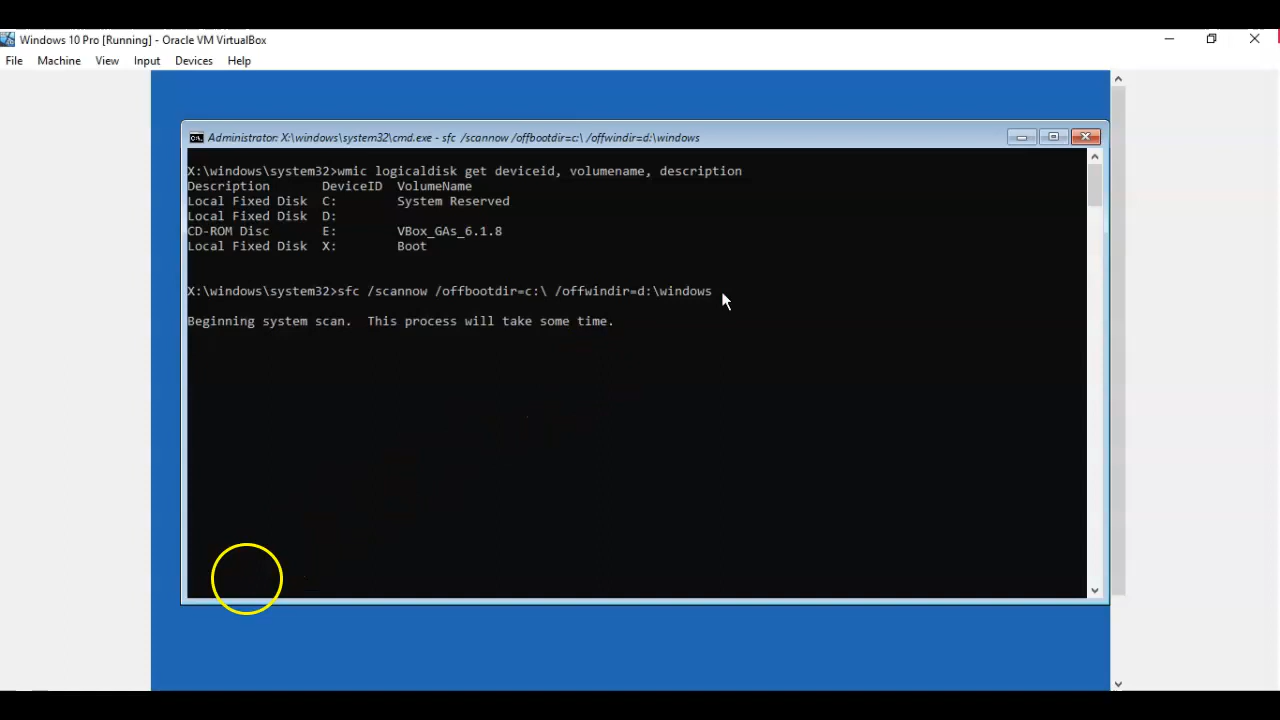 Windows 10 Pro [Running] - Oracle VM VirtualBox
File Machine View Input Devices Help
Administrator: X:\windows\system32\cmd.exe - sfc /scannow /offbootdir=c:\ /offwindir=d:\windows
X:\windows\system32>wmic logicaldisk get deviceid, volumename, description
Description DeviceID VolumeName
Local Fixed Disk C: System Reserved
Local Fixed Disk D:
CD-ROM Disc E: VBox_GAs_6.1.8
Local Fixed Disk X: Boot
X:\windows\system32>sfc /scannow /offbootdir=c:\ /offwindir=d:\windows
Beginning system scan. This process will take some time.